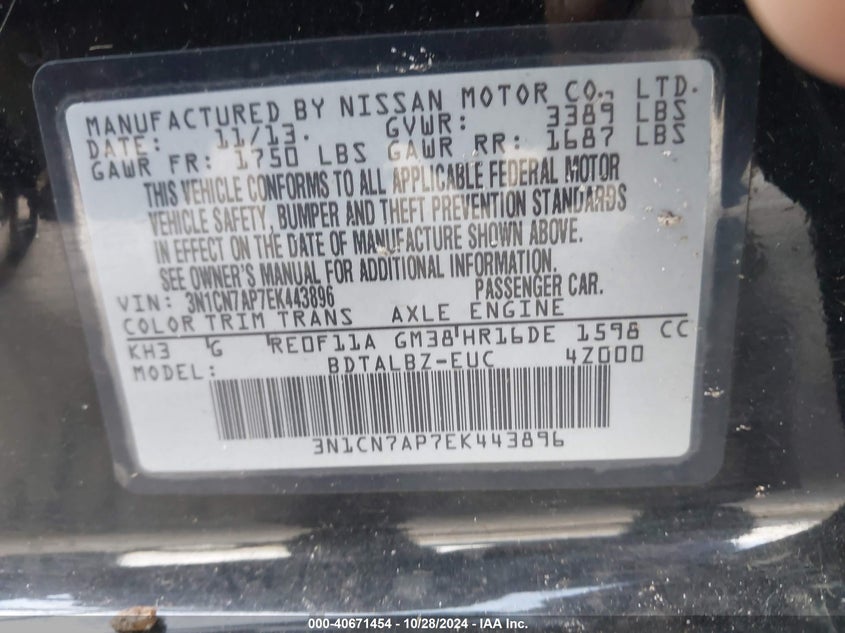 MANUFACTURED BY NISSAN MOTOR CO., LTD.
DATE: 11/13. GVWR: 3389 LBS
GAWR FR: 1750 LBS GAWR RR: 1687 LBS
THIS VEHICLE CONFORMS TO ALL APPLICABLE FEDERAL MOTOR
VEHICLE SAFETY, BUMPER AND THEFT PREVENTION STANDARDS
IN EFFECT ON THE DATE OF MANUFACTURE SHOWN ABOVE.
SEE OWNER'S MANUAL FOR ADDITIONAL INFORMATION.
VIN: 3N1CN7AP7EK443896 PASSENGER CAR.
COLOR TRIM TRANS AXLE ENGINE
KH3 G RE0F11A GM38 HR16DE 1598 CC
MODEL: BDTALBZ-EUC 4Z000
3N1CN7AP7EK443896
000-40671454 - 10/28/2024 - IAA Inc.